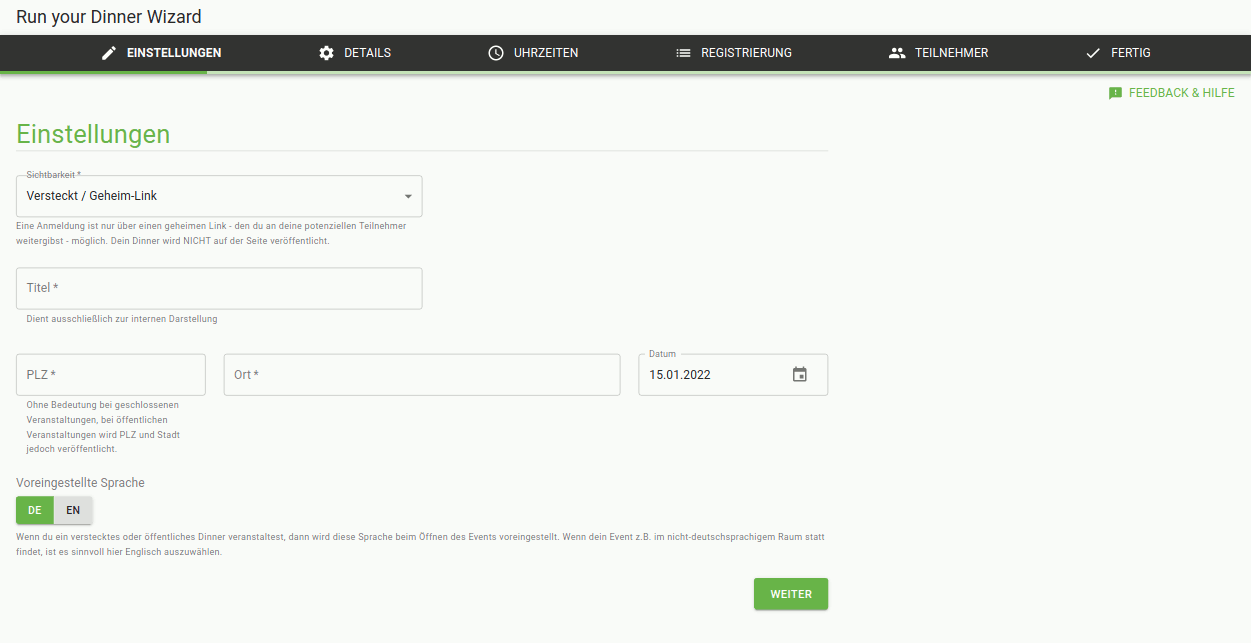 Run your Dinner Wizard
EINSTELLUNGEN
DETAILS
UHRZEITEN
REGISTRIERUNG
TEILNEHMER
FERTIG
FEEDBACK & HILFE
Einstellungen
Sichtbarkeit *
Versteckt / Geheim-Link
Eine Anmeldung ist nur über einen geheimen Link - den du an deine potenziellen Teilnehmer
weitergibst - möglich. Dein Dinner wird NICHT auf der Seite veröffentlicht.
Titel *
Dient ausschließlich zur internen Darstellung
PLZ *
Ort *
Datum
15.01.2022
Ohne Bedeutung bei geschlossenen
Veranstaltungen, bei öffentlichen
Veranstaltungen wird PLZ und Stadt
jedoch veröffentlicht.
Voreingestellte Sprache
DE
EN
Wenn du ein verstecktes oder öffentliches Dinner veranstaltest, dann wird diese Sprache beim Öffnen des Events voreingestellt. Wenn dein Event z.B. im nicht-deutschsprachigem Raum statt
findet, ist es sinnvoll hier Englisch auszuwählen.
WEITER